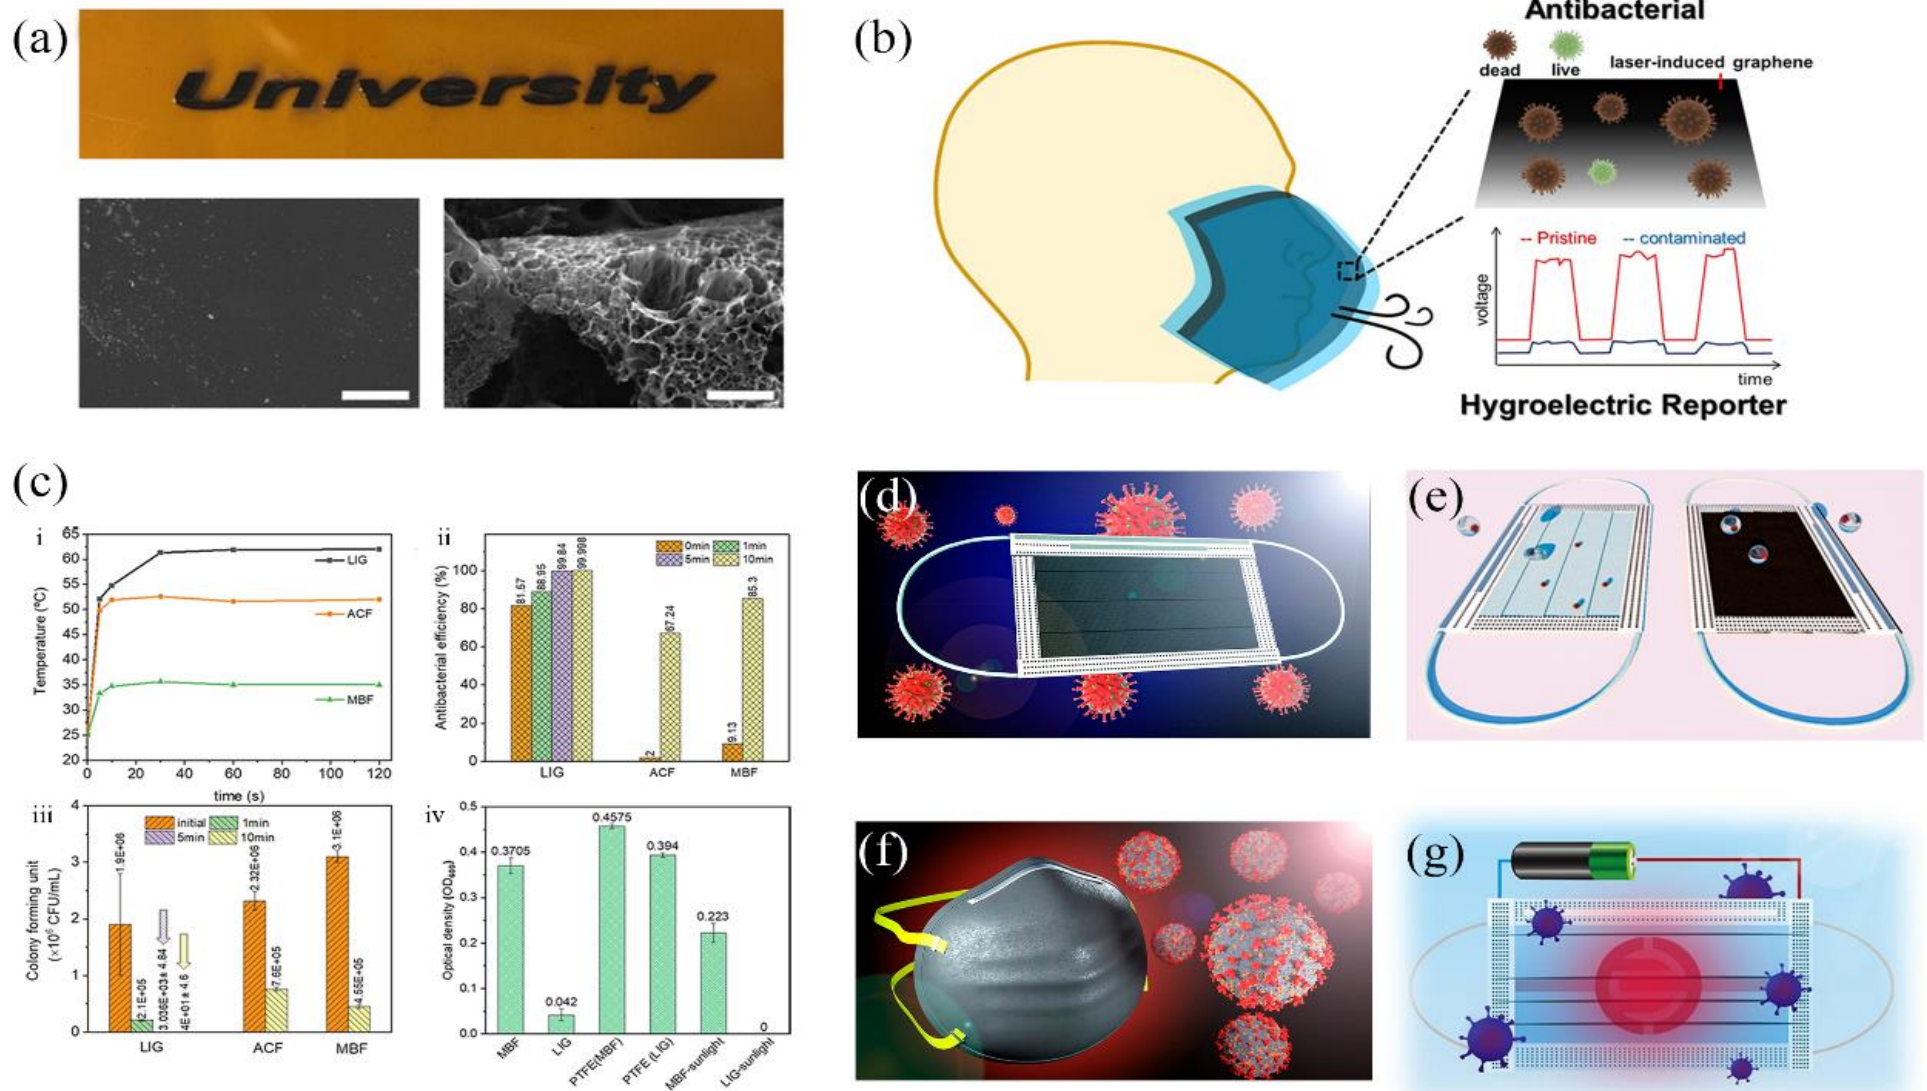 (a)
University
(b)
Antibacterial
dead
live
laser-induced graphene
-- Pristine
-- contaminated
voltage
time
Hygroelectric Reporter
(c)
i
Temperature (ºC)
65
60
55
50
45
40
35
30
25
20
LIG
ACF
MBF
0 20 40 60 80 100 120
time (s)
ii
Antibacterial efficiency (%)
100
80
60
40
20
0
0min
1min
5min
10min
81.57
88.95
99.84
99.998
2
67.24
9.13
85.3
LIG
ACF
MBF
iii
Colony forming unit
(×10⁶ CFU/mL)
4
3
2
1
0
initial
1min
5min
10min
1.9E+06
2.1E+05
3.036E+03± 4.84
4E+01± 4.6
2.32E+06
7.6E+05
3.1E+06
4.55E+05
LIG
ACF
MBF
iv
Optical density (OD₆₀₀)
0.5
0.4
0.3
0.2
0.1
0.0
0.3705
0.042
0.4575
0.394
0.223
0
MBF
LIG
PTFE(MBF)
PTFE (LIG)
MBF-sunlight
LIG-sunlight
(d)
(e)
(f)
(g)